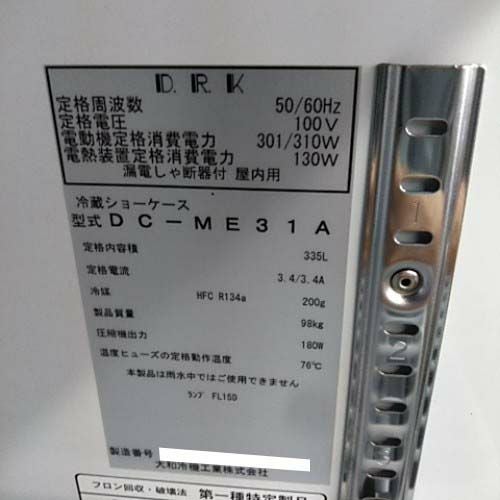 D.R.K
定格周波数 50/60Hz
定格電圧 100V
電動機定格消費電力 301/310W
電熱装置定格消費電力 130W
漏電しゃ断器付 屋内用
冷蔵ショーケース
型式 DC-ME31A
定格内容積 335L
定格電流 3.4/3.4A
冷媒 HFC R134a 200g
製品質量 98kg
圧縮機出力 180W
温度ヒューズの定格動作温度 76℃
本製品は雨水中ではご使用できません
ランプ FL15D
製造番号
大和冷機工業株式会社
フロン回収・破壊法 第一種特定製品
1
2
3